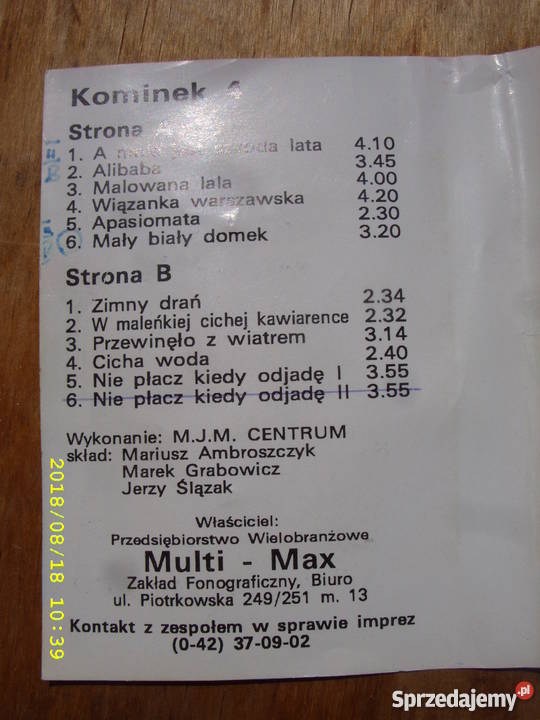 Kominek 4
Strona A
1. A mnie jest szkoda lata 4.10
2. Alibaba 3.45
3. Malowana lala 4.00
4. Wiązanka warszawska 4.20
5. Apasiomata 2.30
6. Mały biały domek 3.20
Strona B
1. Zimny drań 2.34
2. W maleńkiej cichej kawiarence 2.32
3. Przewinęło z wiatrem 3.14
4. Cicha woda 2.40
5. Nie płacz kiedy odjadę I 3.55
6. Nie płacz kiedy odjadę II 3.55
Wykonanie: M.J.M. CENTRUM
skład: Mariusz Ambroszczyk
Marek Grabowicz
Jerzy Ślązak
Właściciel:
Przedsiębiorstwo Wielobranżowe
Multi - Max
Zakład Fonograficzny, Biuro
ul. Piotrkowska 249/251 m. 13
Kontakt z zespołem w sprawie imprez
(0-42) 37-09-02
2018/08/18 10:39
Sprzedajemy.pl